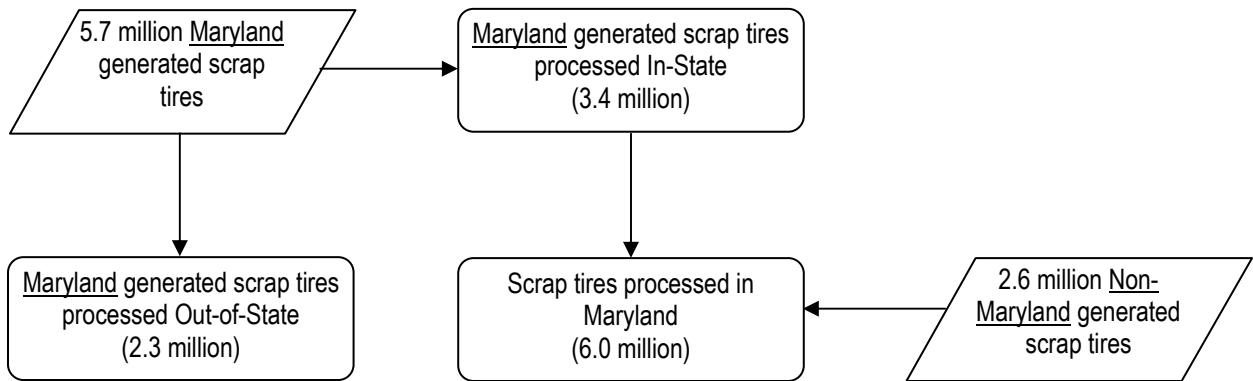 5.7 million Maryland
generated scrap
tires
Maryland generated scrap tires
processed In-State
(3.4 million)
Maryland generated scrap tires
processed Out-of-State
(2.3 million)
Scrap tires processed in
Maryland
(6.0 million)
2.6 million Non-
Maryland generated
scrap tires